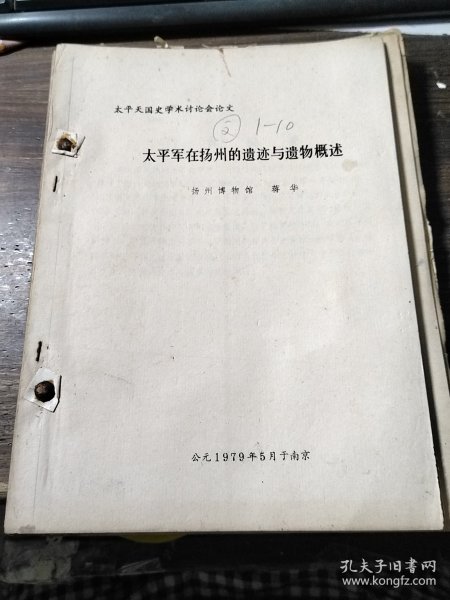 太平天国史学术讨论会论文
② 1-10
太平军在扬州的遗迹与遗物概述
扬州博物馆 蒋华
公元1979年5月于南京
孔夫子旧书网
www.kongfz.com